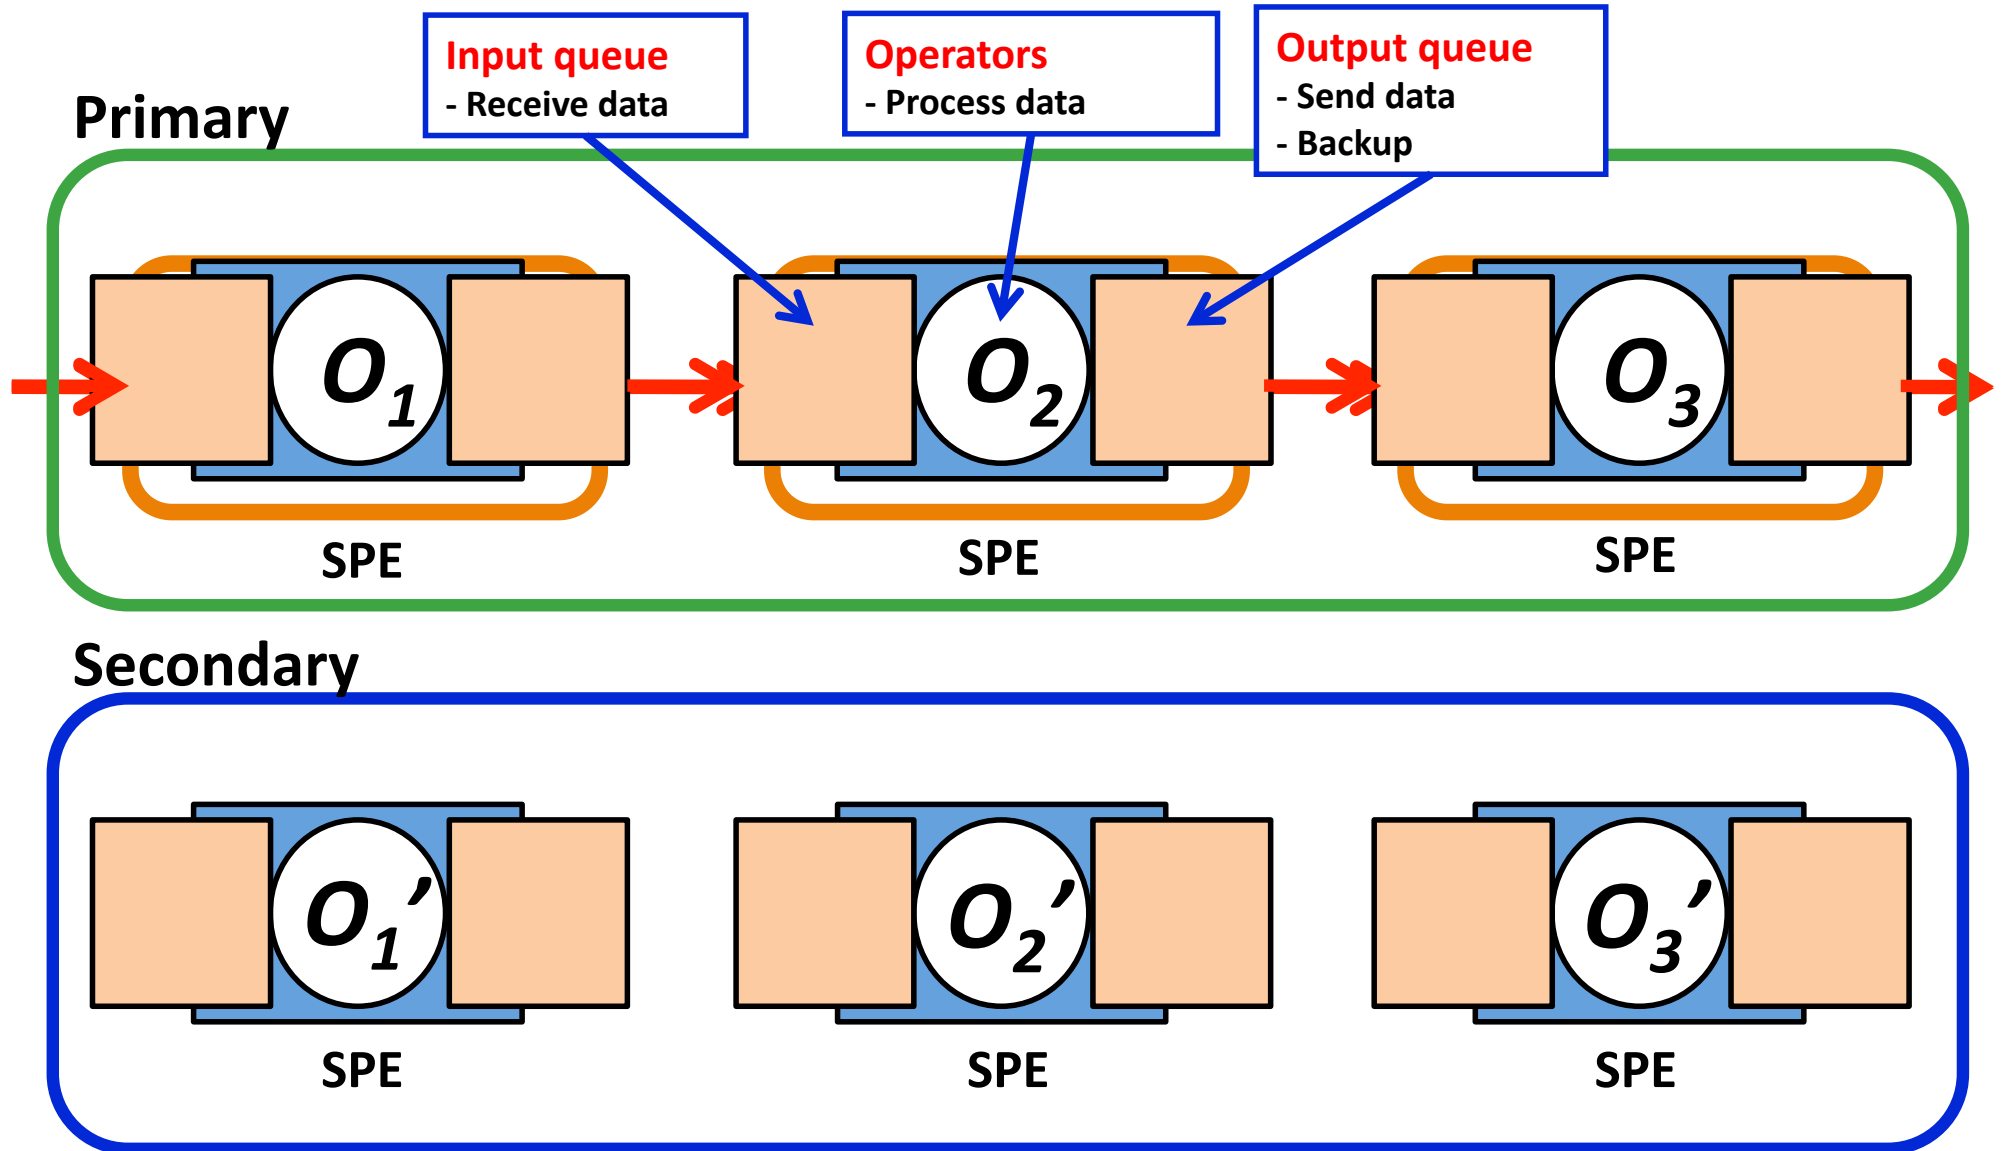 Input queue
- Receive data
Operators
- Process data
Output queue
- Send data
- Backup
Primary
O1
O2
O3
SPE
SPE
SPE
Secondary
O1’
O2’
O3’
SPE
SPE
SPE